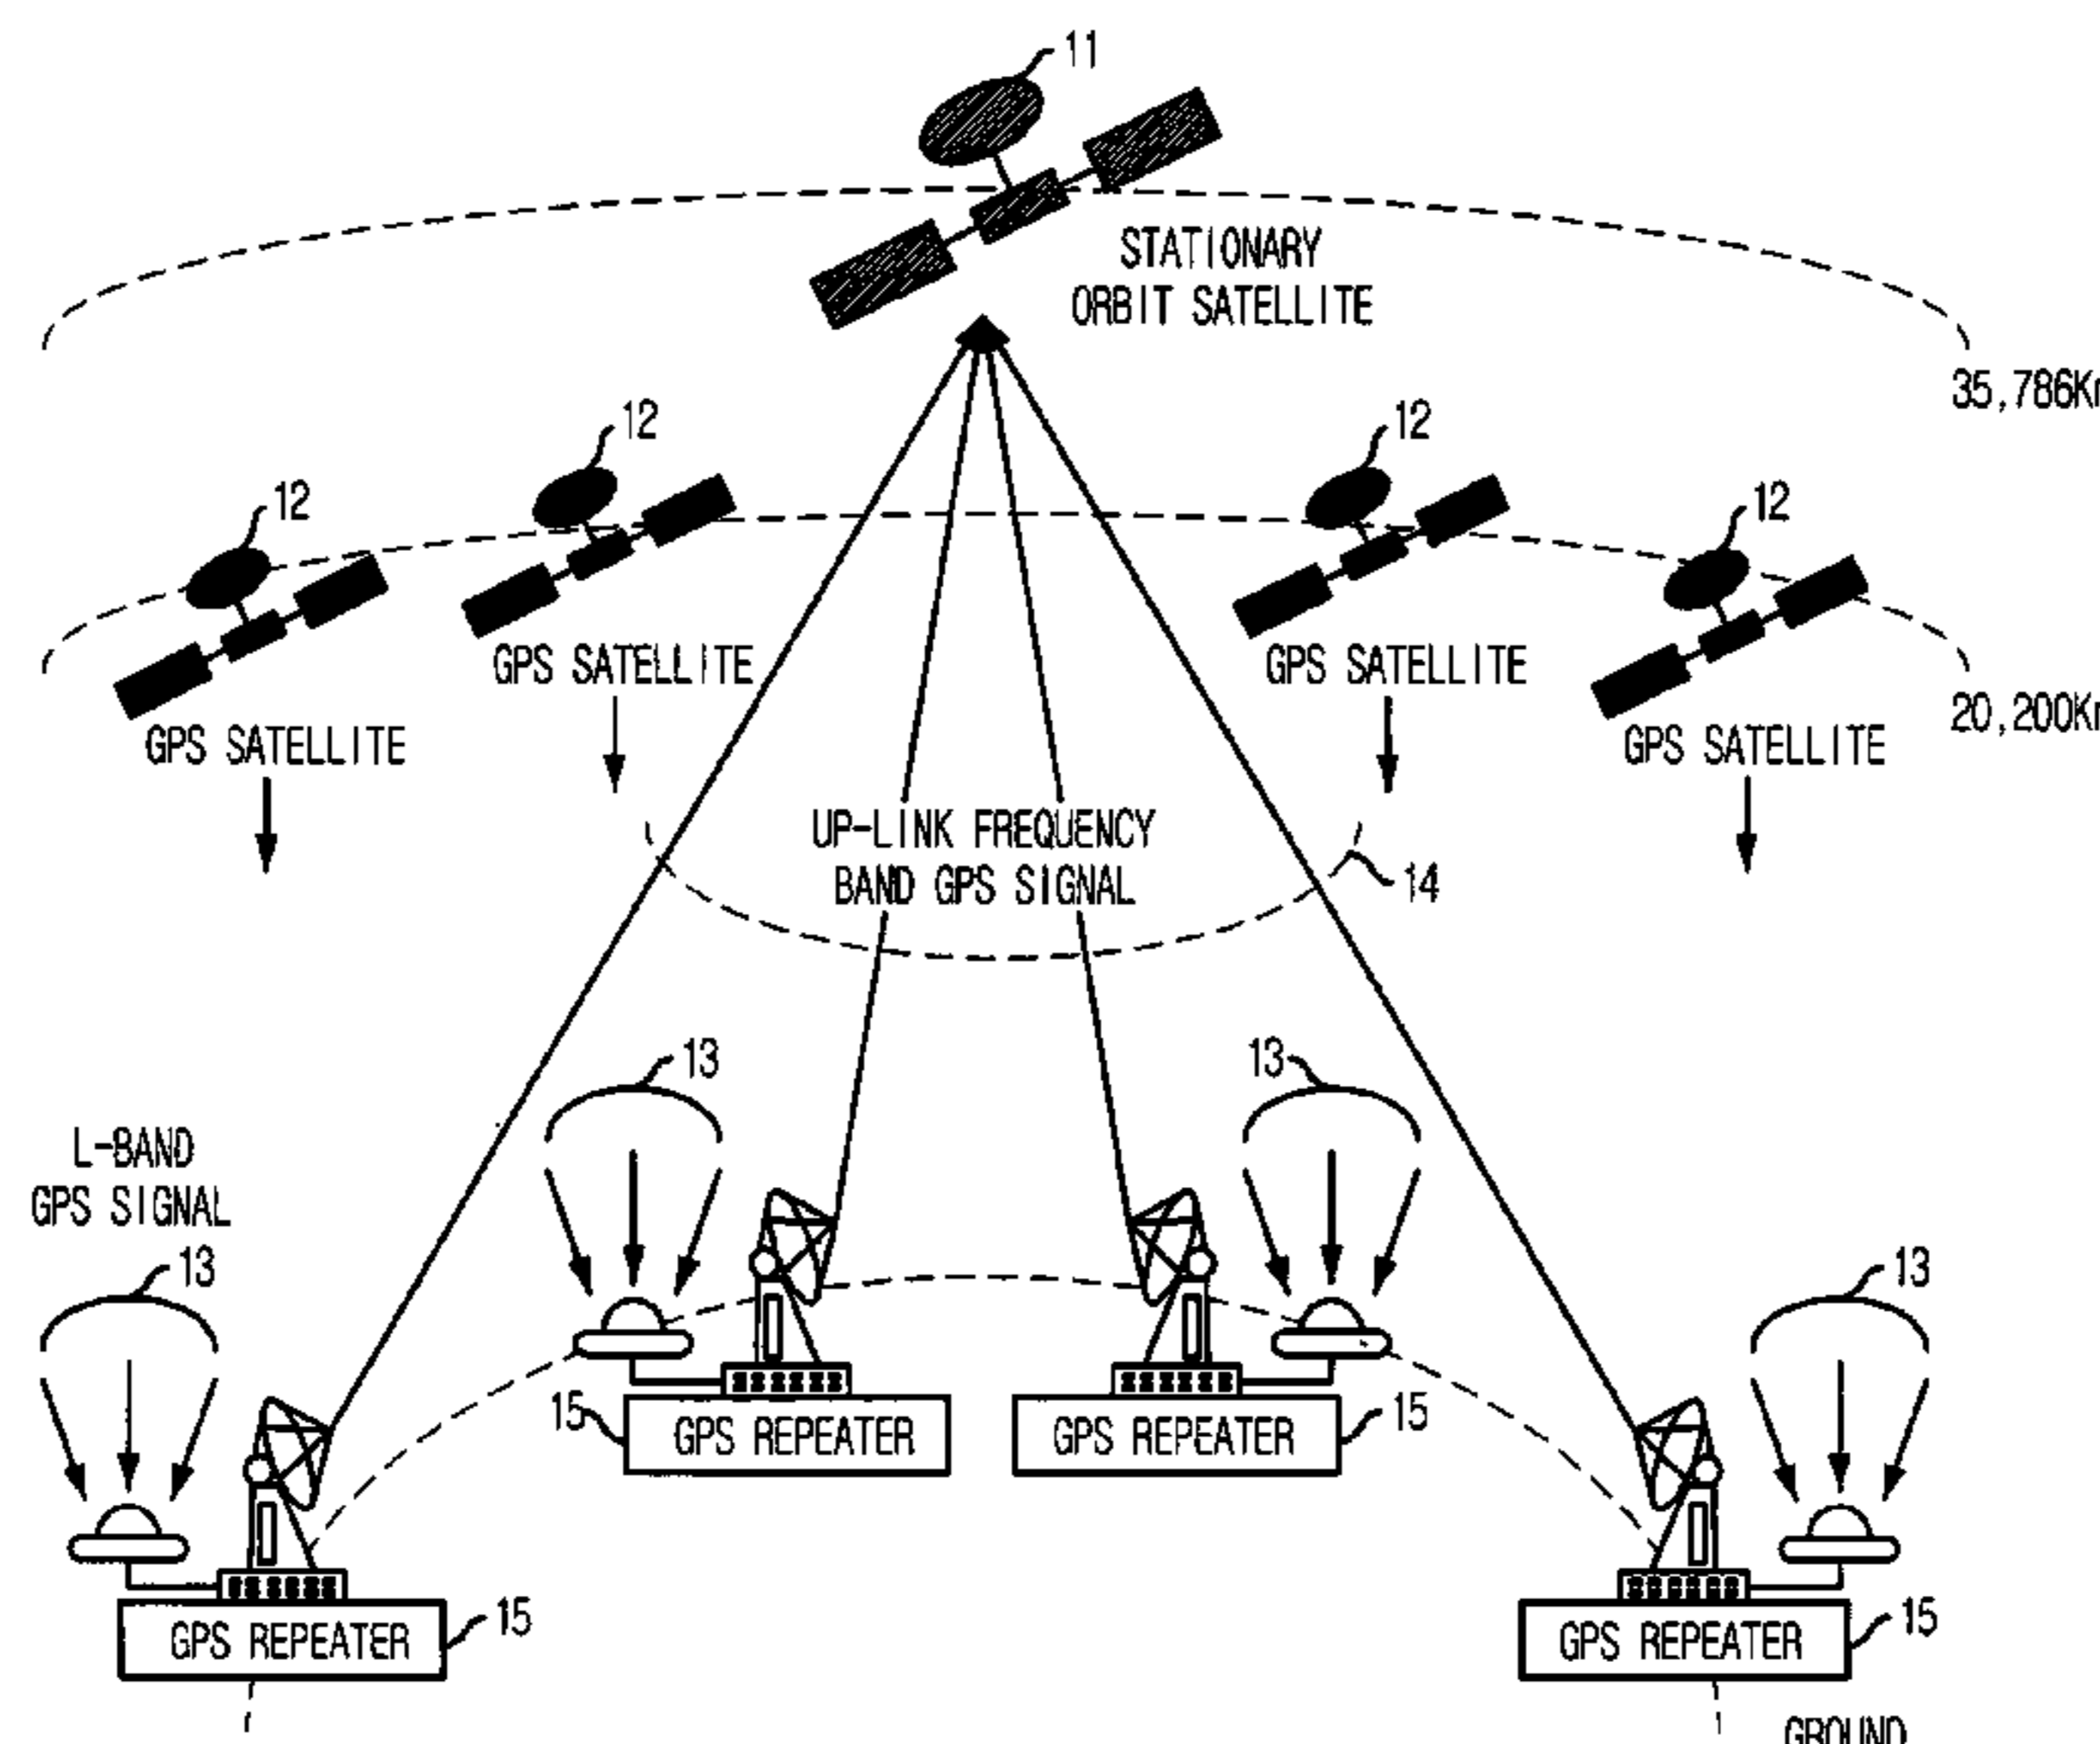 11
STATIONARY
ORBIT SATELLITE
35,786K
12
12
12
12
GPS SATELLITE
GPS SATELLITE
GPS SATELLITE
GPS SATELLITE
20,200K
UP-LINK FREQUENCY
BAND GPS SIGNAL
14
13
13
L-BAND
GPS SIGNAL
13
13
15
GPS REPEATER
GPS REPEATER
15
GPS REPEATER
15
GPS REPEATER
15
GROUND